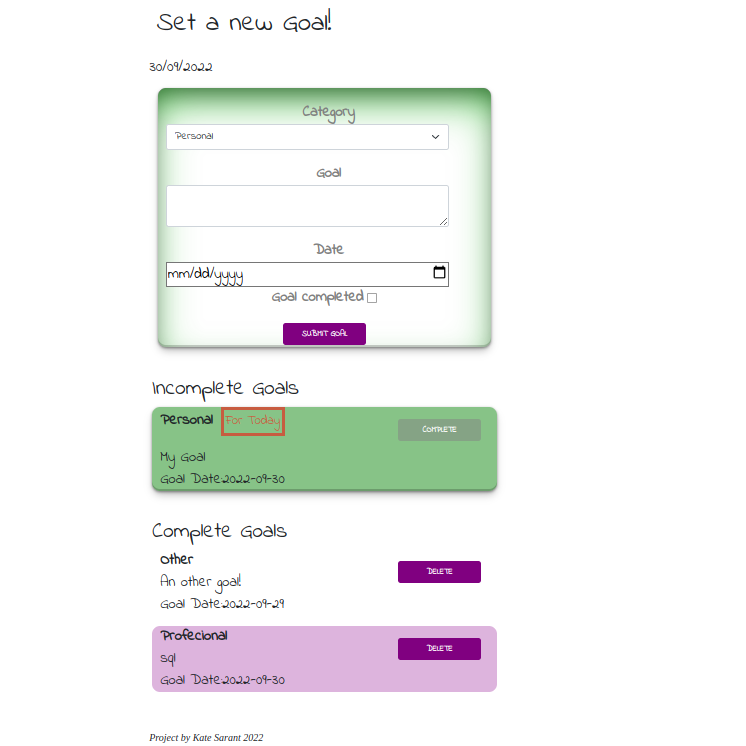 Set a new Goal!
30/09/2022
Category
Personal
Goal
Date
mm/dd/yyyy
Goal completed
SUBMIT GOAL
Incomplete Goals
Personal For Today
COMPLETE
My Goal
Goal Date:2022-09-30
Complete Goals
Other
DELETE
An other goal!
Goal Date:2022-09-29
Profecional
DELETE
sql
Goal Date:2022-09-30
Project by Kate Sarant 2022